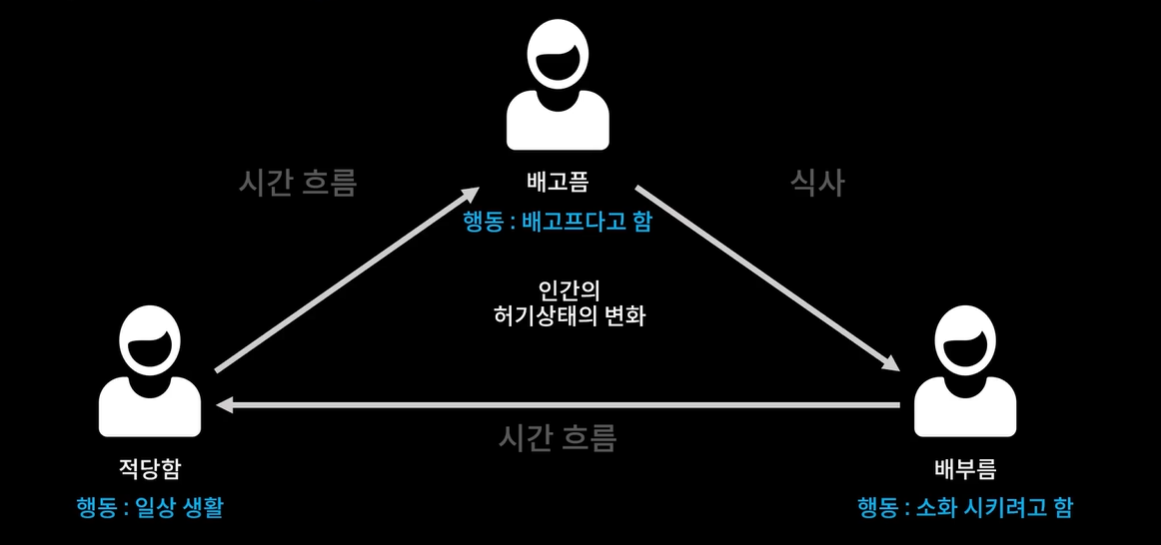 시간 흐름
식사
배고픔
행동 : 배고프다고 함
인간의
허기상태의 변화
시간 흐름
적당함
행동 : 일상 생활
배부름
행동 : 소화 시키려고 함